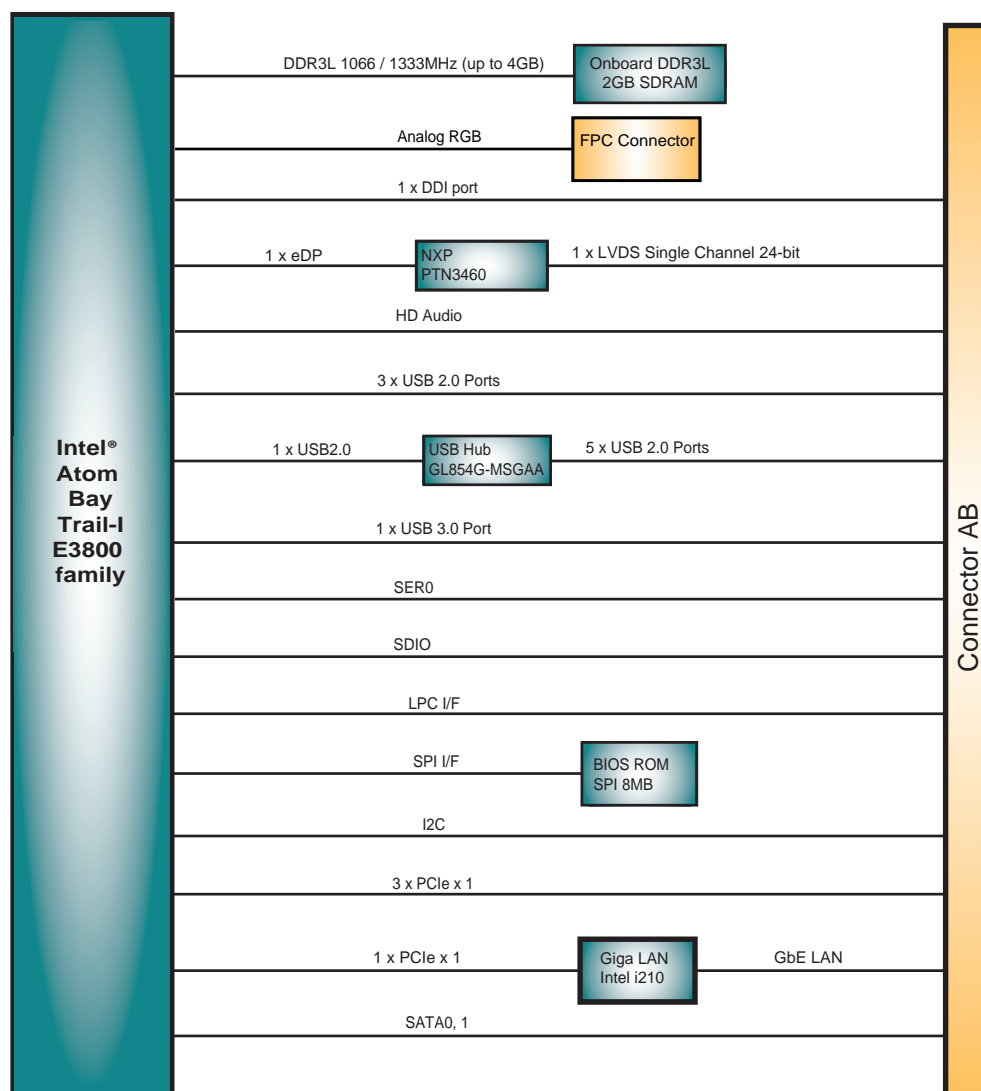 DDR3L 1066 / 1333MHz (up to 4GB)
Onboard DDR3L
2GB SDRAM
Analog RGB
FPC Connector
1 x DDI port
1 x eDP
NXP
PTN3460
1 x LVDS Single Channel 24-bit
HD Audio
3 x USB 2.0 Ports
Intel®
Atom
Bay
Trail-I
E3800
family
1 x USB2.0
USB Hub
GL854G-MSGAA
5 x USB 2.0 Ports
1 x USB 3.0 Port
SER0
SDIO
LPC I/F
SPI I/F
BIOS ROM
SPI 8MB
I2C
3 x PCIe x 1
1 x PCIe x 1
Giga LAN
Intel i210
GbE LAN
SATA0, 1
Connector AB